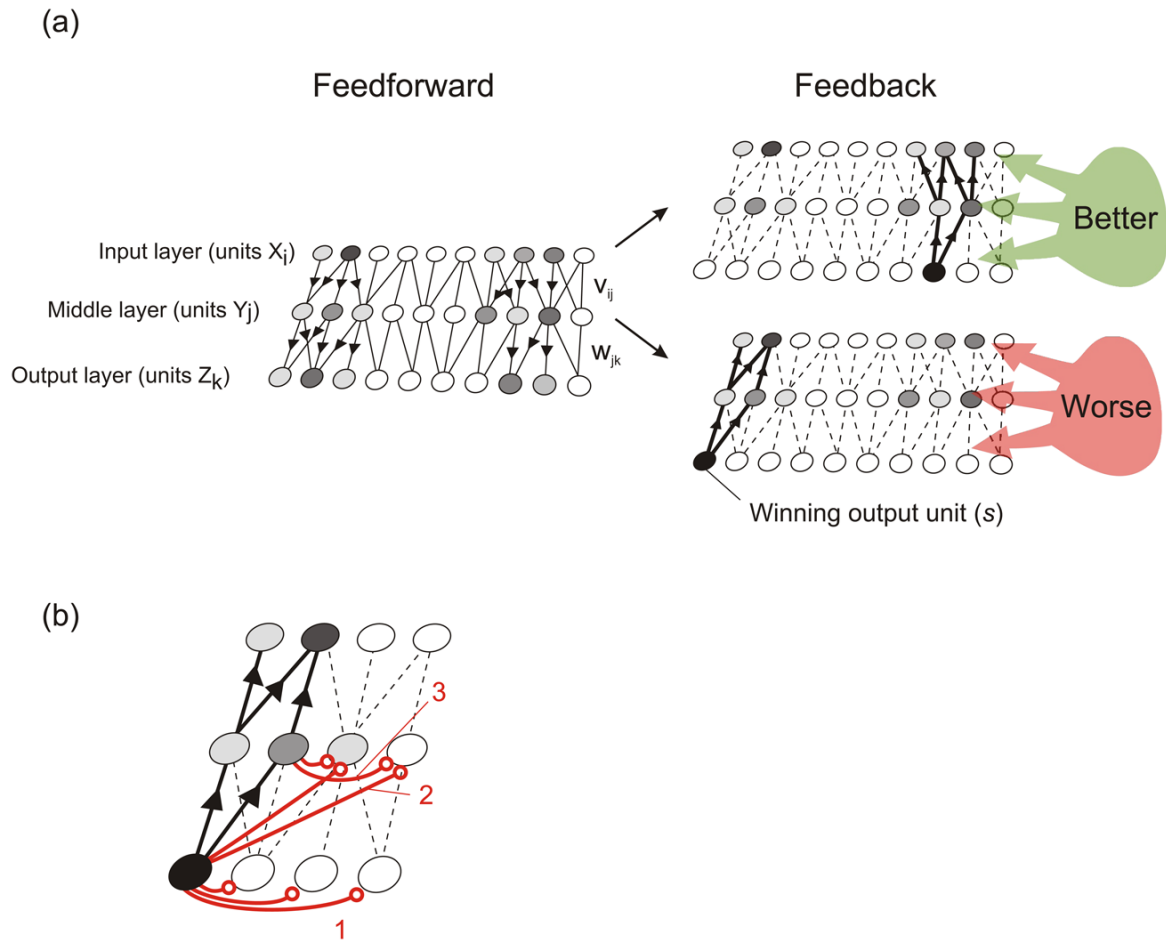 (a)
Feedforward
Feedback
Input layer (units Xi)
Middle layer (units Yj)
Output layer (units Zk)
Vij
Wjk
Better
Worse
Winning output unit (s)
(b)
3
2
1